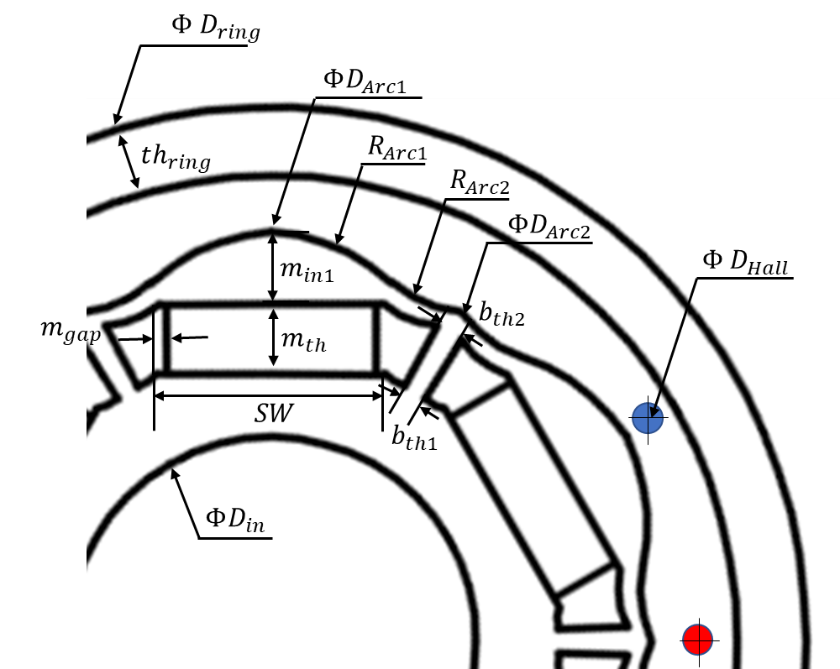 Φ D_ring
ΦD_Arc1
th_ring
R_Arc1
R_Arc2
ΦD_Arc2
Φ D_Hall
m_in1
b_th2
m_gap
m_th
SW
b_th1
ΦD_in